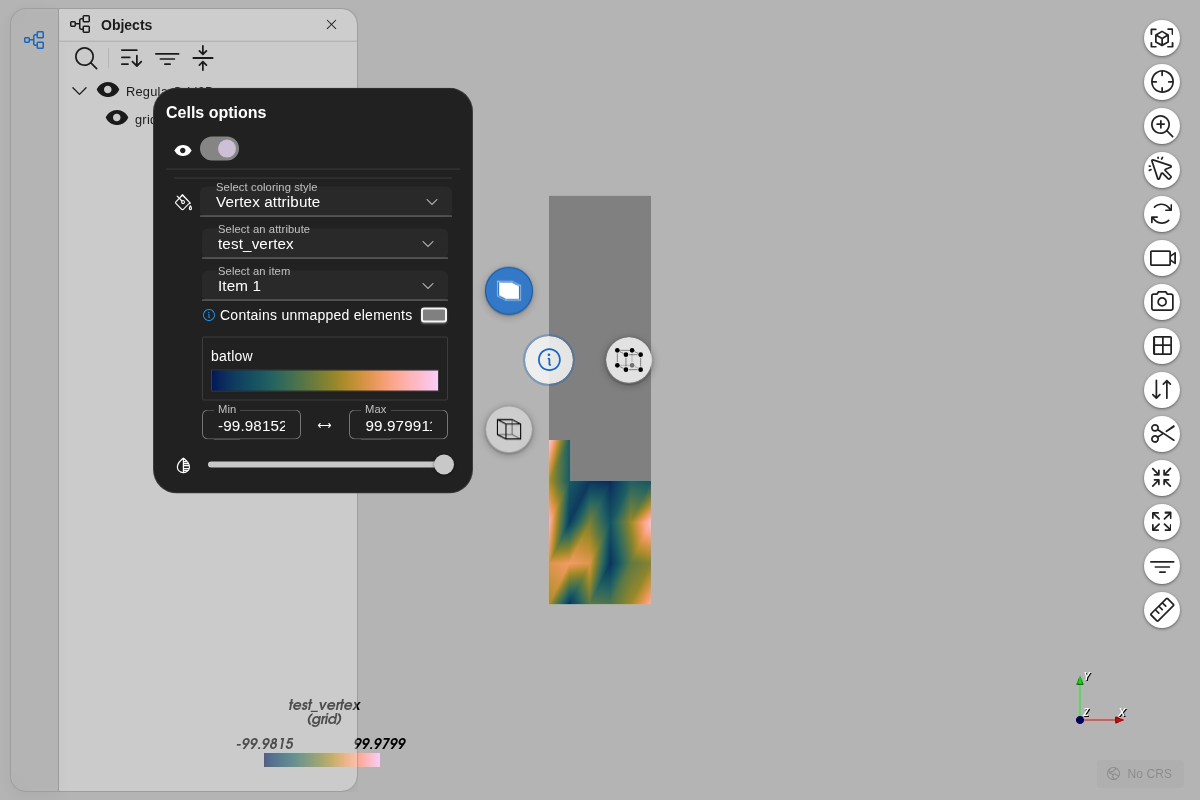 Objects
Cells options
Select coloring style
Vertex attribute
Select an attribute
test_vertex
Select an item
Item 1
Contains unmapped elements
batlow
Min
Max
-99.98152
99.97991
test_vertex
(grid)
-99.9815
99.9799
Y
Z
X
No CRS